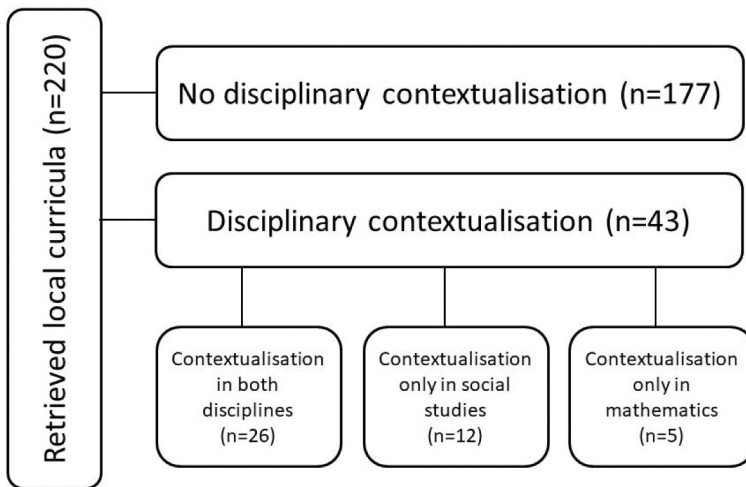 Retrieved local curricula (n=220)
No disciplinary contextualisation (n=177)
Disciplinary contextualisation (n=43)
Contextualisation
in both
disciplines
(n=26)
Contextualisation
only in social
studies
(n=12)
Contextualisation
only in
mathematics
(n=5)